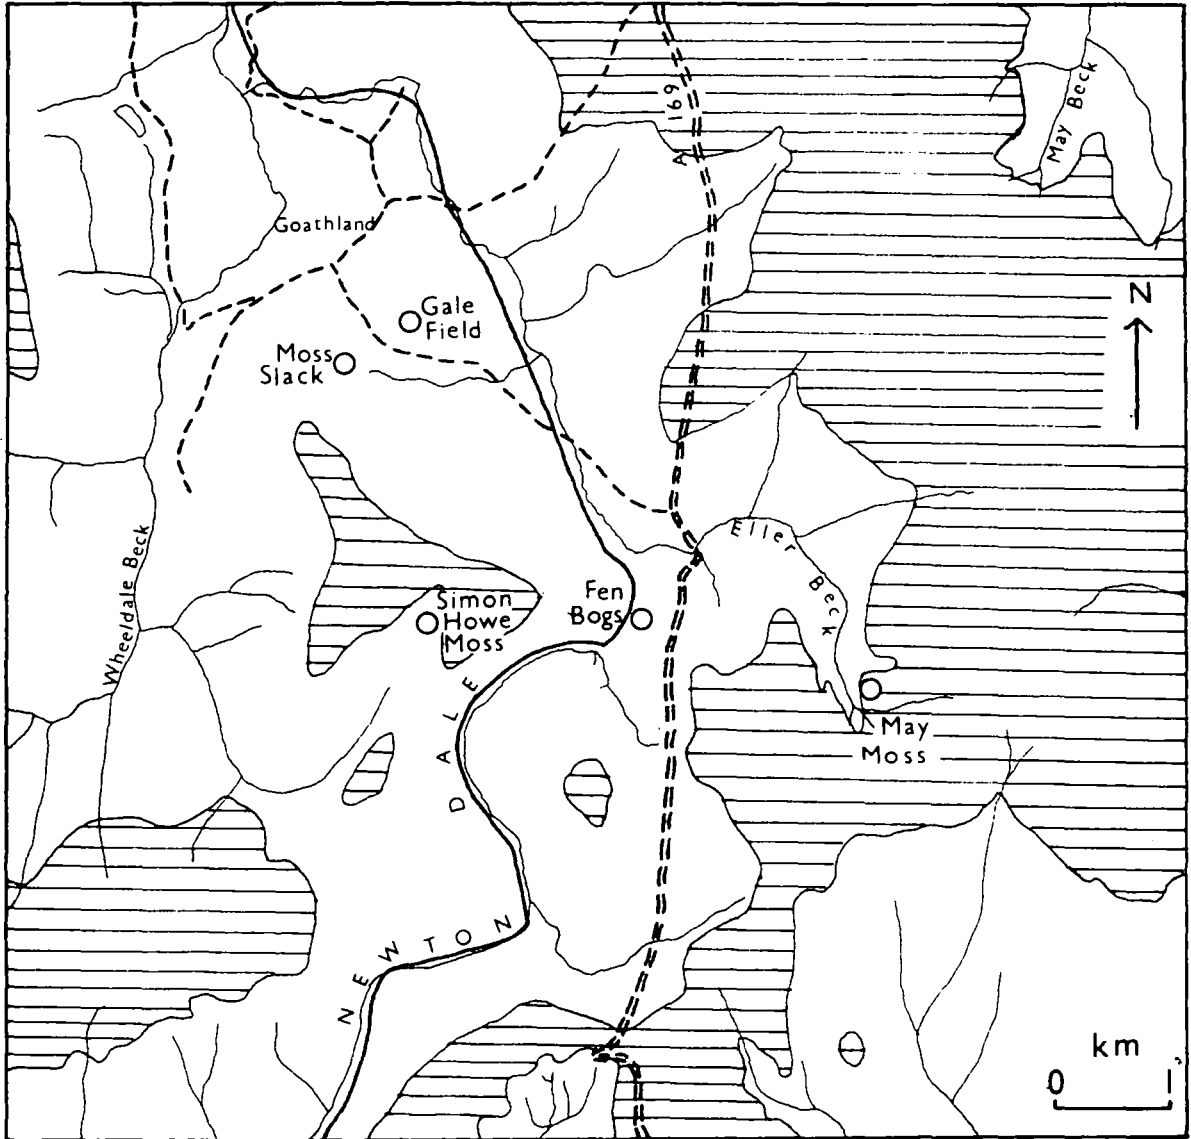 A 169
May Beck
Goathland
N
Gale
Field
Moss
Slack
Eller Beck
Wheeldale Beck
Simon
Howe
Moss
Fen
Bogs
May
Moss
NEWTON DALE
km
0 1